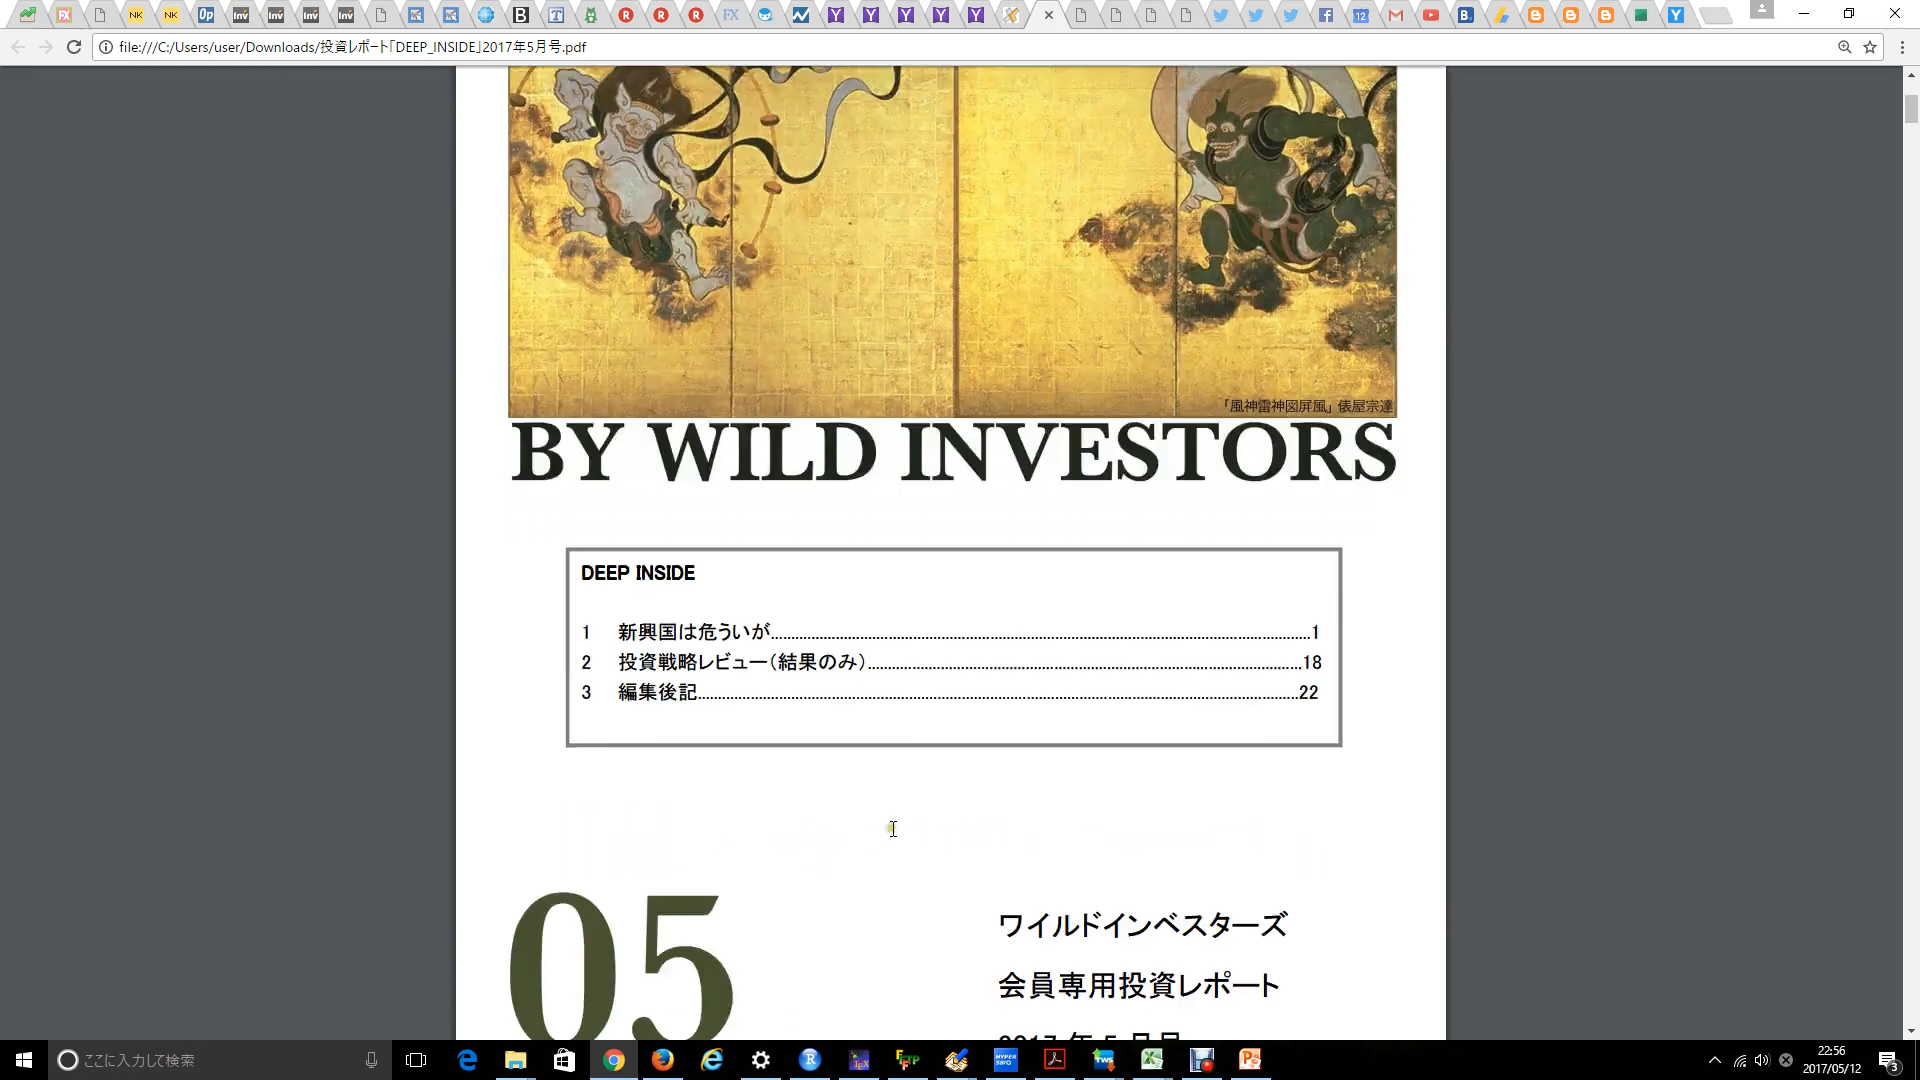 file:///C:/Users/user/Downloads/投資レポート「DEEP_INSIDE」2017年5月号.pdf
「風神雷神図屏風」 俵屋宗達
BY WILD INVESTORS
DEEP INSIDE
1 新興国は危ういが 1
2 投資戦略レビュー(結果のみ) 18
3 編集後記 22
05
ワイルドインベスターズ
会員専用投資レポート
2017 年 5 月号
ここに入力して検索
22:56
2017/05/12